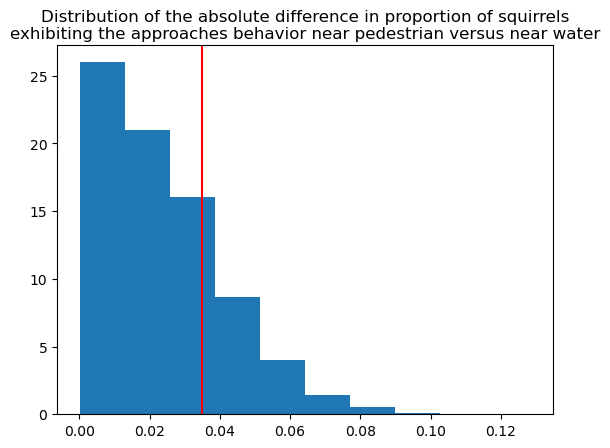 Distribution of the absolute difference in proportion of squirrels
exhibiting the approaches behavior near pedestrian versus near water
25
20
15
10
5
0
0.00 0.02 0.04 0.06 0.08 0.10 0.12